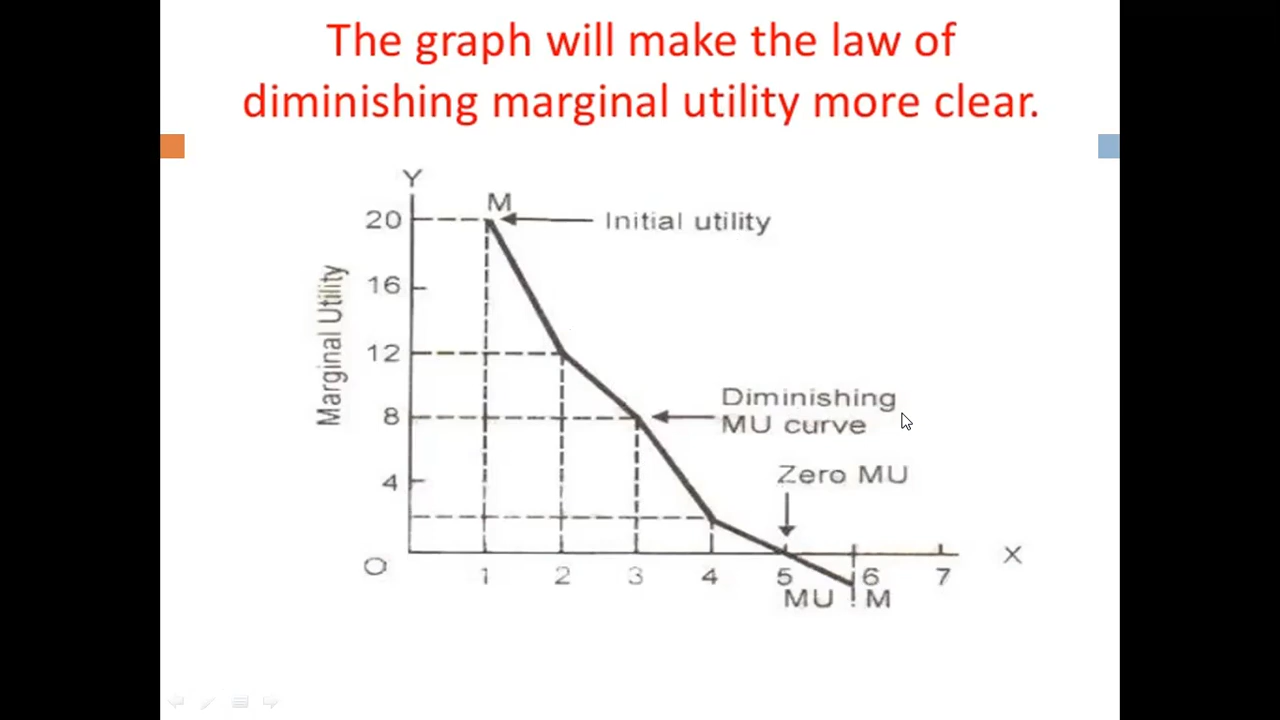 The graph will make the law of
diminishing marginal utility more clear.
Y
M
20
Initial utility
16
Marginal Utility
12
Diminishing
8
MU curve
Zero MU
4
O
1 2 3 4 5 6 7
X
MU M